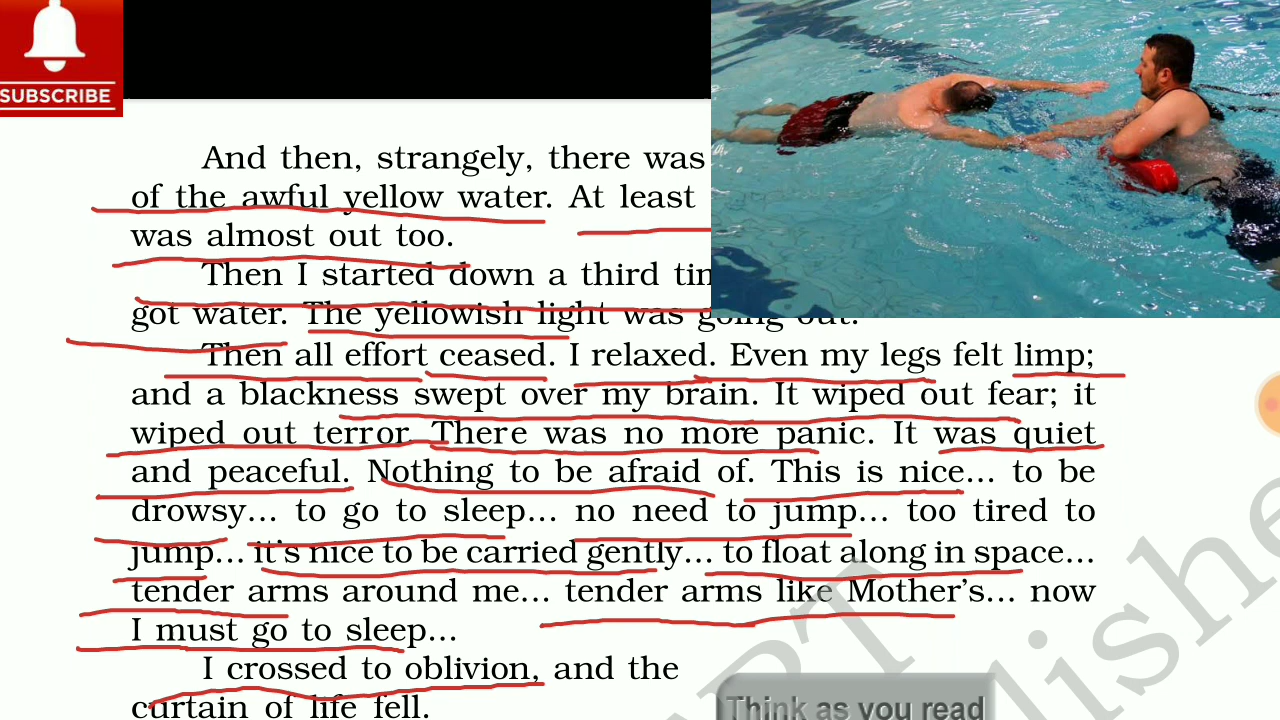 SUBSCRIBE
And then, strangely, there was
of the awful yellow water. At least
was almost out too.
Then I started down a third
got water. The yellowish light was going out.
Then all effort ceased. I relaxed. Even my legs felt limp;
and a blackness swept over my brain. It wiped out fear; it
wiped out terror. There was no more panic. It was quiet
and peaceful. Nothing to be afraid of. This is nice... to be
drowsy... to go to sleep... no need to jump... too tired to
jump... it's nice to be carried gently... to float along in space...
tender arms around me... tender arms like Mother's... now
I must go to sleep...
I crossed to oblivion, and the
curtain of life fell.
Think as you read